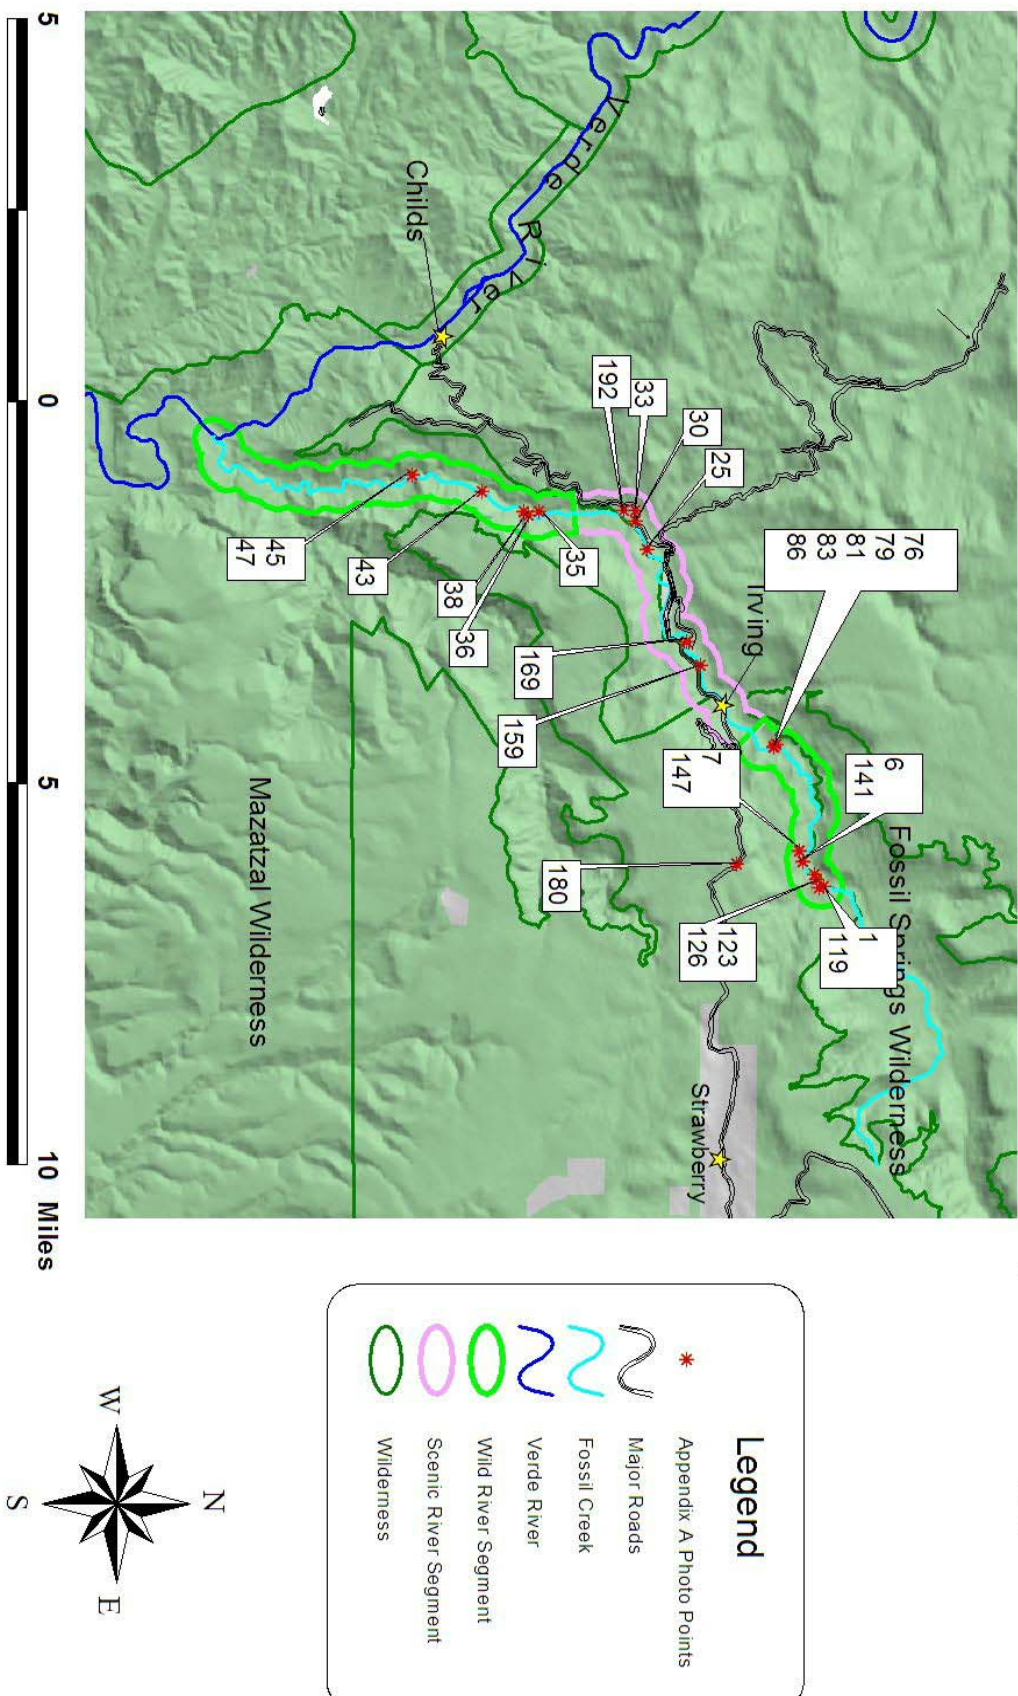 Verde River
Childs
192
33
30
25
76
79
81
83
86
Irving
6
141
Fossil Springs Wilderness
7
147
1
119
123
126
180
159
169
35
36
38
43
45
47
Strawberry
Mazatzal Wilderness
5 0 5 10 Miles
Legend
Appendix A Photo Points
Major Roads
Fossil Creek
Verde River
Wild River Segment
Scenic River Segment
Wilderness
N
W
E
S